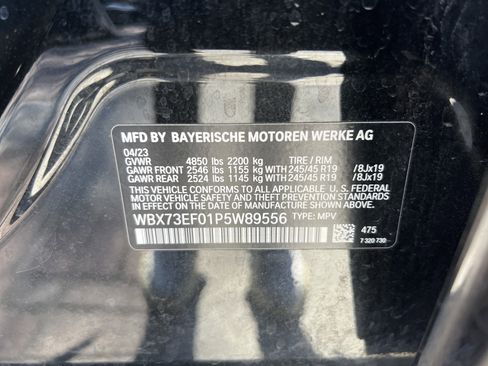 MFD BY BAYERISCHE MOTOREN WERKE AG
04/23
GVWR 4850 lbs 2200 kg TIRE / RIM
GAWR FRONT 2546 lbs 1155 kg • 245/45 R19 /8Jx19
GAWR REAR 2524 lbs 1145 kg • 245/45 R19 /8Jx19
THIS VEHICLE CONFORMS TO ALL APPLICABLE U. S. FEDERAL
MOTOR VEHICLE SAFETY AND THEFT PREVENTION STANDARDS
IN EFFECT ON THE DATE OF MANUFACTURE SHOWN ABOVE.
WBX73EF01P5W89556 TYPE: MPV
475
7 320 730